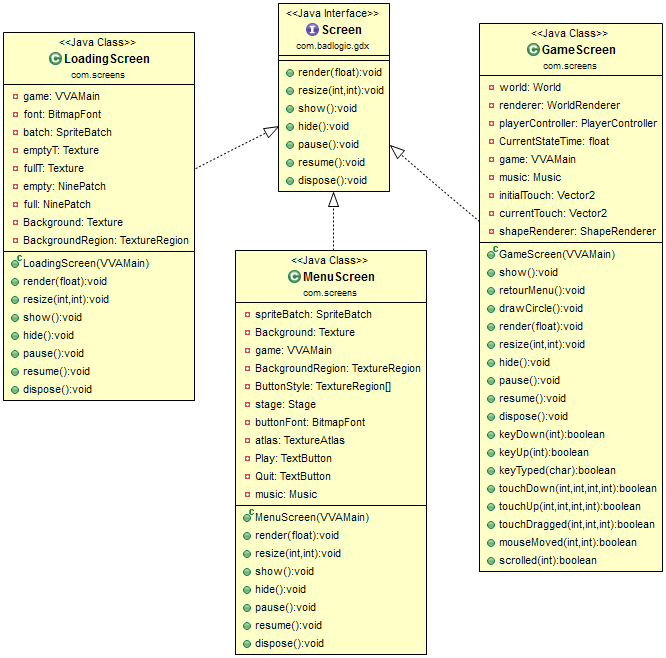 <<Java Class>>
LoadingScreen
com.screens
game: VVAMain
font: BitmapFont
batch: SpriteBatch
emptyT: Texture
fullT: Texture
empty: NinePatch
full: NinePatch
Background: Texture
BackgroundRegion: TextureRegion
LoadingScreen(VVAMain)
render(float):void
resize(int,int):void
show():void
hide():void
pause():void
resume():void
dispose():void
<<Java Interface>>
Screen
com.badlogic.gdx
render(float):void
resize(int,int):void
show():void
hide():void
pause():void
resume():void
dispose():void
<<Java Class>>
MenuScreen
com.screens
spriteBatch: SpriteBatch
Background: Texture
game: VVAMain
BackgroundRegion: TextureRegion
ButtonStyle: TextureRegion[]
stage: Stage
buttonFont: BitmapFont
atlas: TextureAtlas
Play: TextButton
Quit: TextButton
music: Music
MenuScreen(VVAMain)
render(float):void
resize(int,int):void
show():void
hide():void
pause():void
resume():void
dispose():void
<<Java Class>>
GameScreen
com.screens
world: World
renderer: WorldRenderer
playerController: PlayerController
CurrentStateTime: float
game: VVAMain
music: Music
initialTouch: Vector2
currentTouch: Vector2
shapeRenderer: ShapeRenderer
GameScreen(VVAMain)
show():void
retourMenu():void
drawCircle():void
render(float):void
resize(int,int):void
hide():void
pause():void
resume():void
dispose():void
keyDown(int):boolean
keyUp(int):boolean
keyTyped(char):boolean
touchDown(int,int,int,int):boolean
touchUp(int,int,int,int):boolean
touchDragged(int,int,int):boolean
mouseMoved(int,int):boolean
scrolled(int):boolean